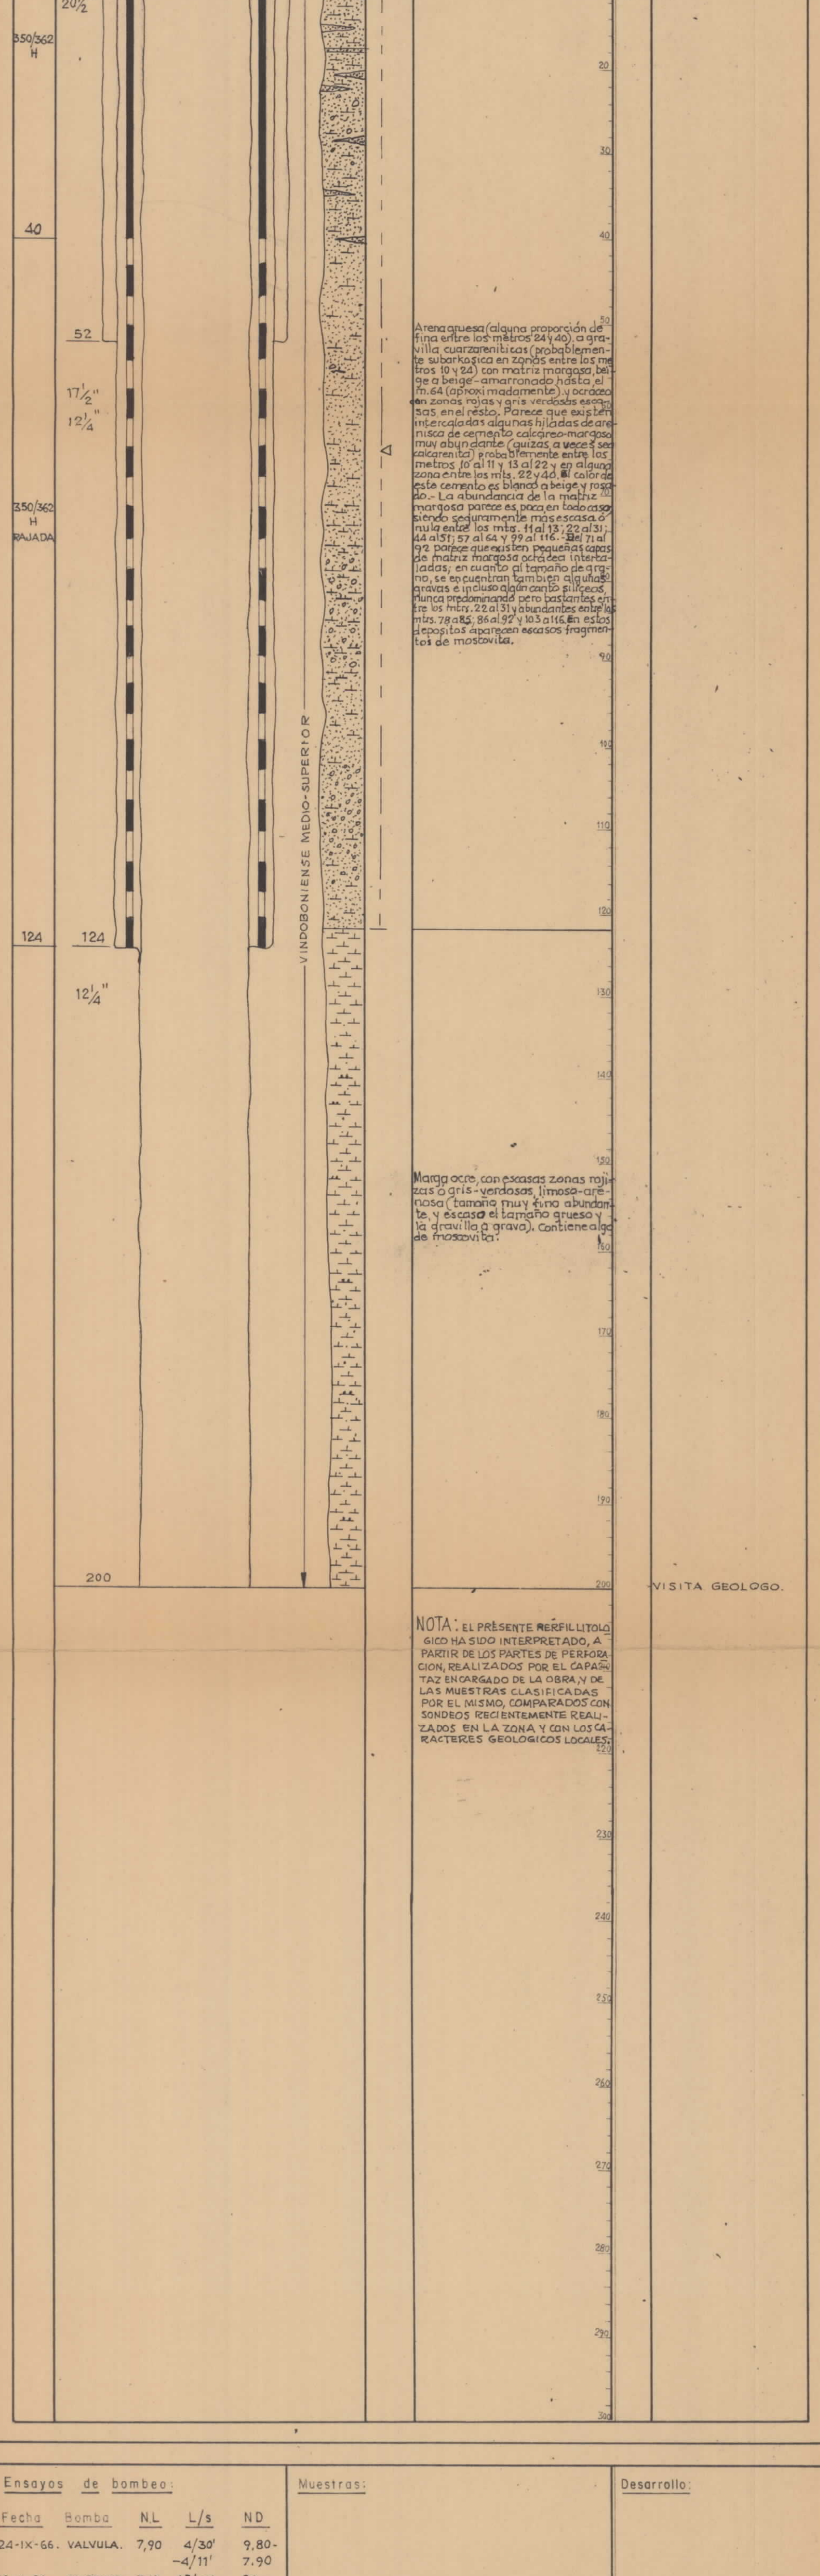 20½
350/362
H
40
52
17½"
12¼"
350/362
H
RAJADA
124
124
12¼"
200
VINDOBONIENSE MEDIO-SUPERIOR
20
30
40
50
Arena gruesa (alguna proporción de
fina entre los metros 24 y 40), a gra-
villa cuarzareniticas (probablemen-
te subarkosica en zonas entre los me
tros 10 y 24) con matriz margosa, bei
ge a beige-amarronado hasta el
m.64 (aproximadamente) y ocrácea
en zonas rojas y gris verdosas esca-
sas en el resto. Parece que existen
intercaladas algunas hiladas de are
nisca de cemento calcáreo-margoso
muy abundante (quizas a veces sea
calcarenita) probablemente entre los
metros 10 al 11 y 13 al 22 y en alguna
zona entre los mts. 22 y 40. El color de
este cemento es blanco a beige y rosa
do.- La abundancia de la matriz
margosa parece es, poca en todo caso,
siendo seguramente más escasa ó
nula entre los mts. 11 al 13; 22 al 31;
44 al 51; 57 al 64 y 99 al 116.- Del 71 al
92 parece que existen pequeñas capas
de matriz margosa ocrácea interca-
ladas; en cuanto al tamaño de gra-
no, se encuentran tambien algunas
gravas e incluso algún canto silíceos,
nunca predominando pero bastantes en-
tre los mtrs. 22 al 31 y abundantes entre los
mtrs. 78 a 85; 86 al 92 y 103 a 116. En estos
depositos aparecen escasos fragmen-
tos de moscovita.
90
110
120
130
140
150
Marga ocre, con escasas zonas roji-
zas ó gris-verdosas, limoso-are-
nosa (tamaño muy fino abundan-
te, y escaso el tamaño grueso y
la gravilla a grava). Contiene algo
de moscovita.
160
170
180
190
200
VISITA GEOLOGO.
NOTA: EL PRESENTE PERFIL LITOLO
GICO HA SIDO INTERPRETADO, A
PARTIR DE LOS PARTES DE PERFORA
CION, REALIZADOS POR EL CAPA-
TAZ ENCARGADO DE LA OBRA, Y DE
LAS MUESTRAS CLASIFICADAS
POR EL MISMO, COMPARADOS CON
SONDEOS RECIENTEMENTE REALI-
ZADOS EN LA ZONA Y CON LOS CA-
RACTERES GEOLOGICOS LOCALES.
220
230
240
250
260
270
280
290
300
Ensayos de bombeo:
Fecha Bomba N.L L/s ND
24-IX-66. VALVULA. 7,90 4/30' 9,80-
-4/11' 7.90
Muestras:
Desarrollo: